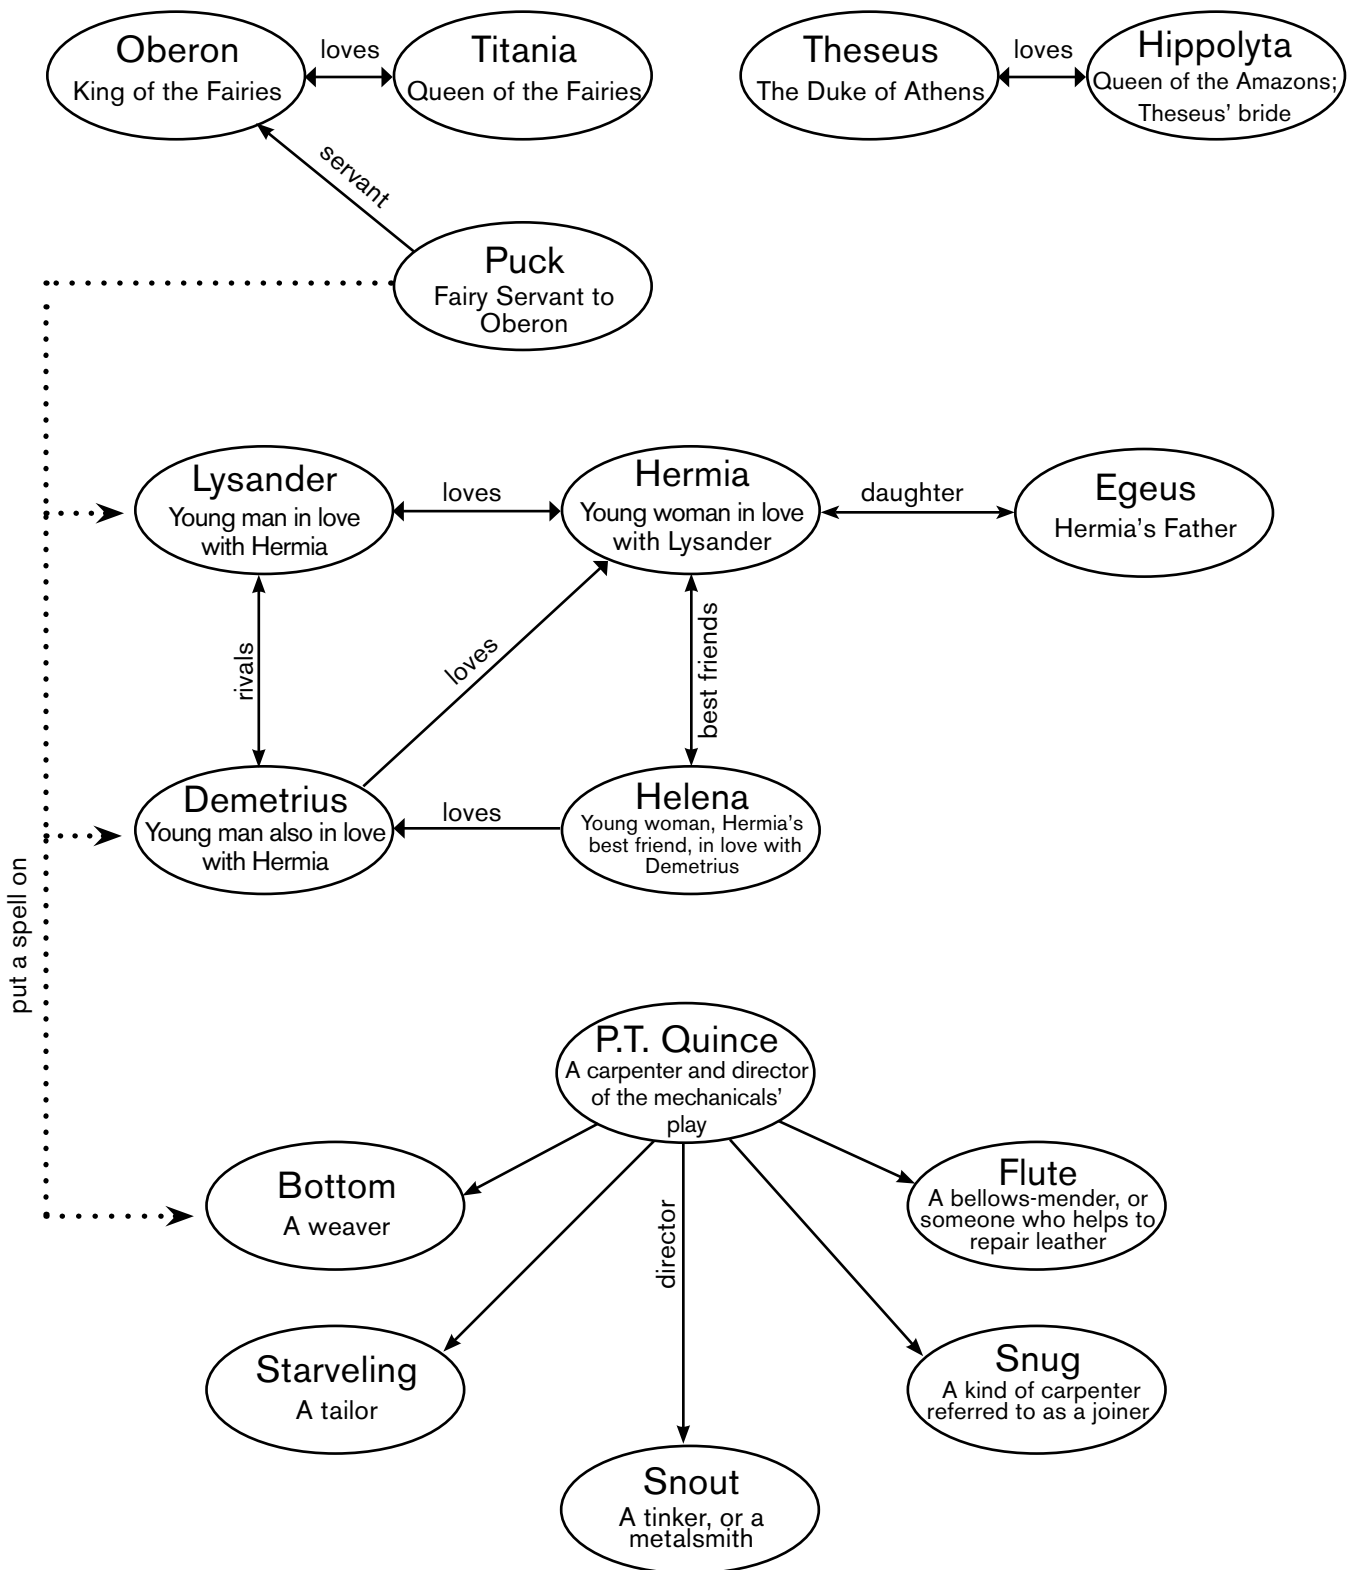 Oberon
King of the Fairies
loves
Titania
Queen of the Fairies
Theseus
The Duke of Athens
loves
Hippolyta
Queen of the Amazons;
Theseus’ bride
servant
Puck
Fairy Servant to
Oberon
Lysander
Young man in love
with Hermia
loves
Hermia
Young woman in love
with Lysander
daughter
Egeus
Hermia’s Father
rivals
loves
best friends
Demetrius
Young man also in love
with Hermia
loves
Helena
Young woman, Hermia’s
best friend, in love with
Demetrius
put a spell on
P.T. Quince
A carpenter and director
of the mechanicals’
play
Bottom
A weaver
director
Flute
A bellows-mender, or
someone who helps to
repair leather
Starveling
A tailor
Snug
A kind of carpenter
referred to as a joiner
Snout
A tinker, or a
metalsmith